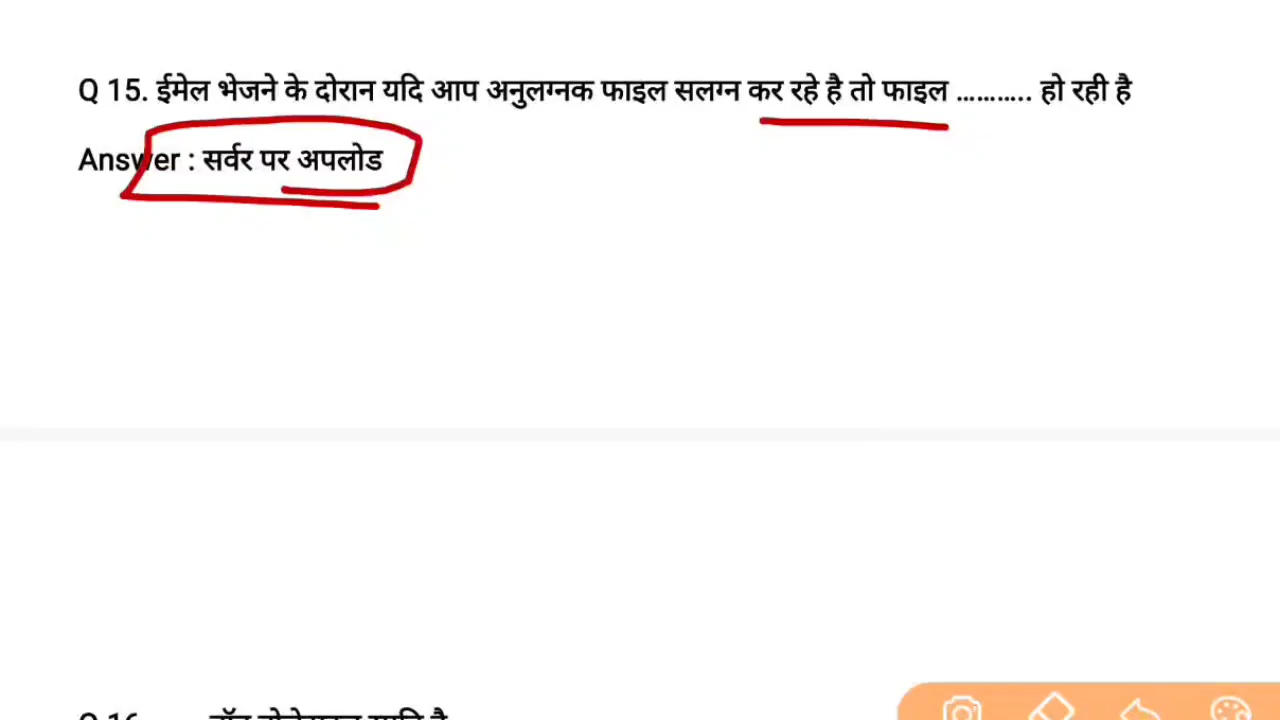 Q 15. ईमेल भेजने के दोरान यदि आप अनुलग्नक फाइल सलग्न कर रहे है तो फाइल ........... हो रही है
Answer : सर्वर पर अपलोड
Q 16